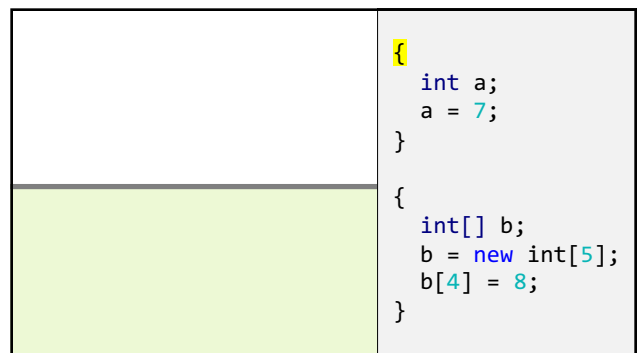 {
int a;
a = 7;
}
{
int[] b;
b = new int[5];
b[4] = 8;
}